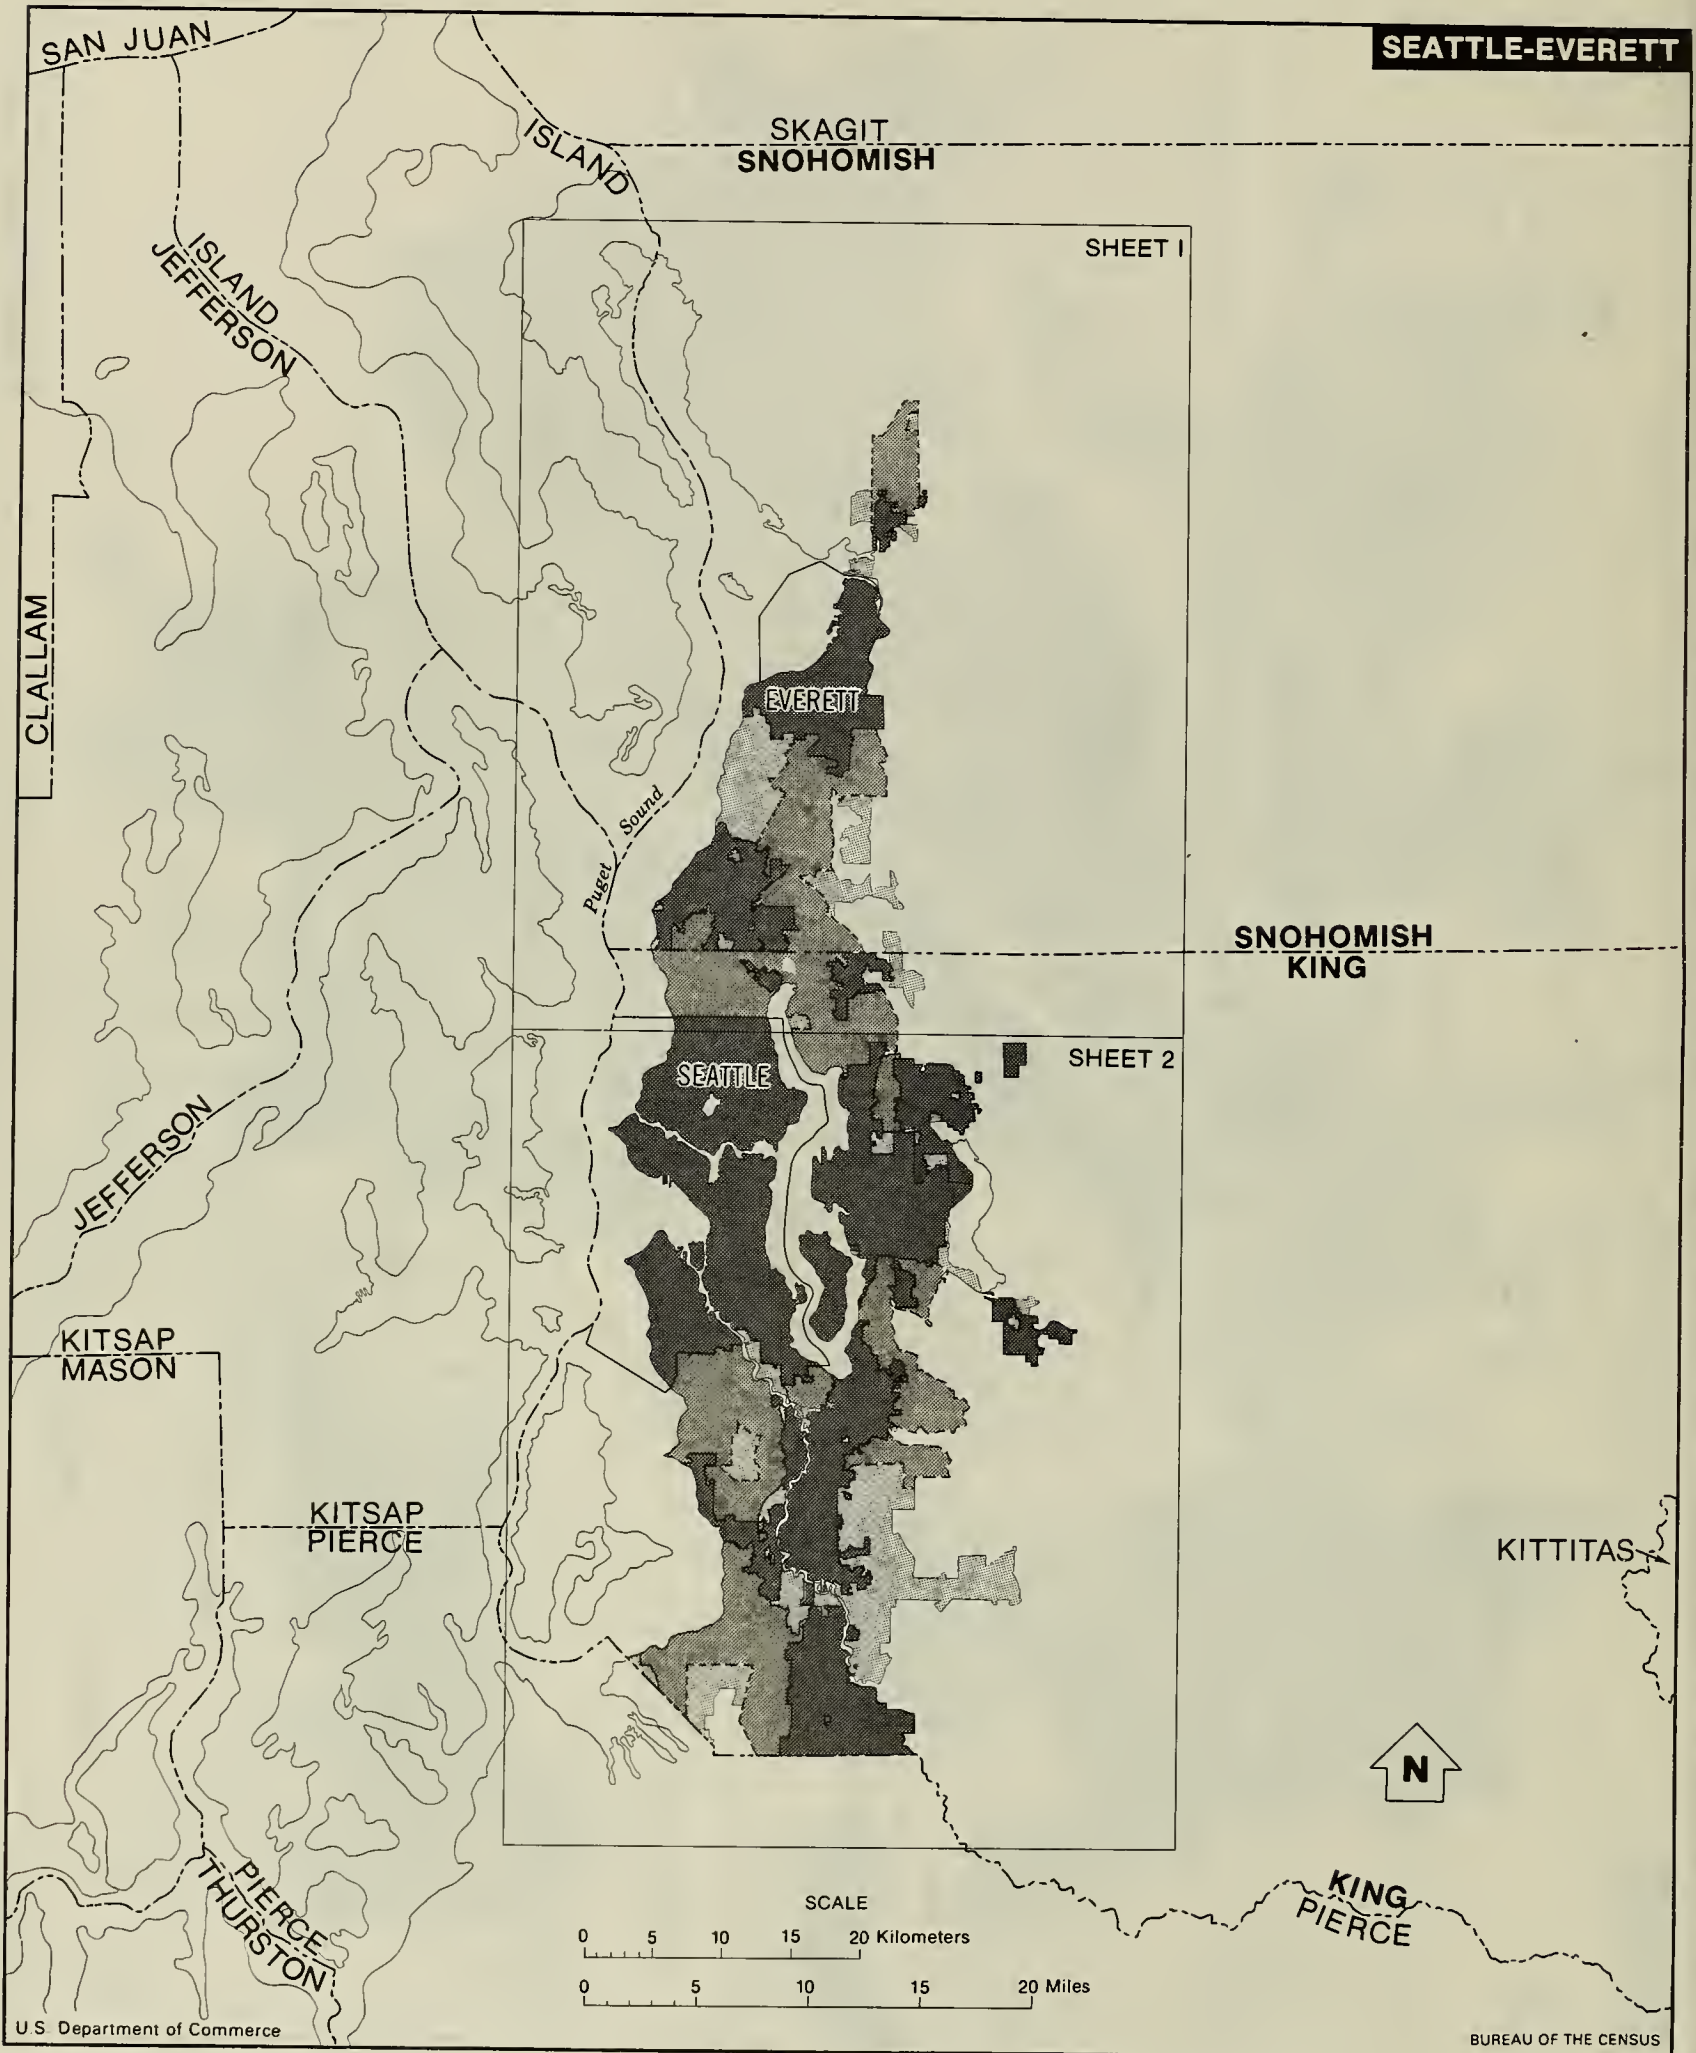 SEATTLE-EVERETT
SAN JUAN
ISLAND
SKAGIT
SNOHOMISH
SHEET 1
ISLAND
JEFFERSON
CLALLAM
EVERETT
Puget Sound
SNOHOMISH
KING
SHEET 2
SEATTLE
JEFFERSON
KITSAP
MASON
KITSAP
PIERCE
KITTITAS
N
PIERCE
THURSTON
KING
PIERCE
SCALE
0 5 10 15 20 Kilometers
0 5 10 15 20 Miles
U.S. Department of Commerce
BUREAU OF THE CENSUS